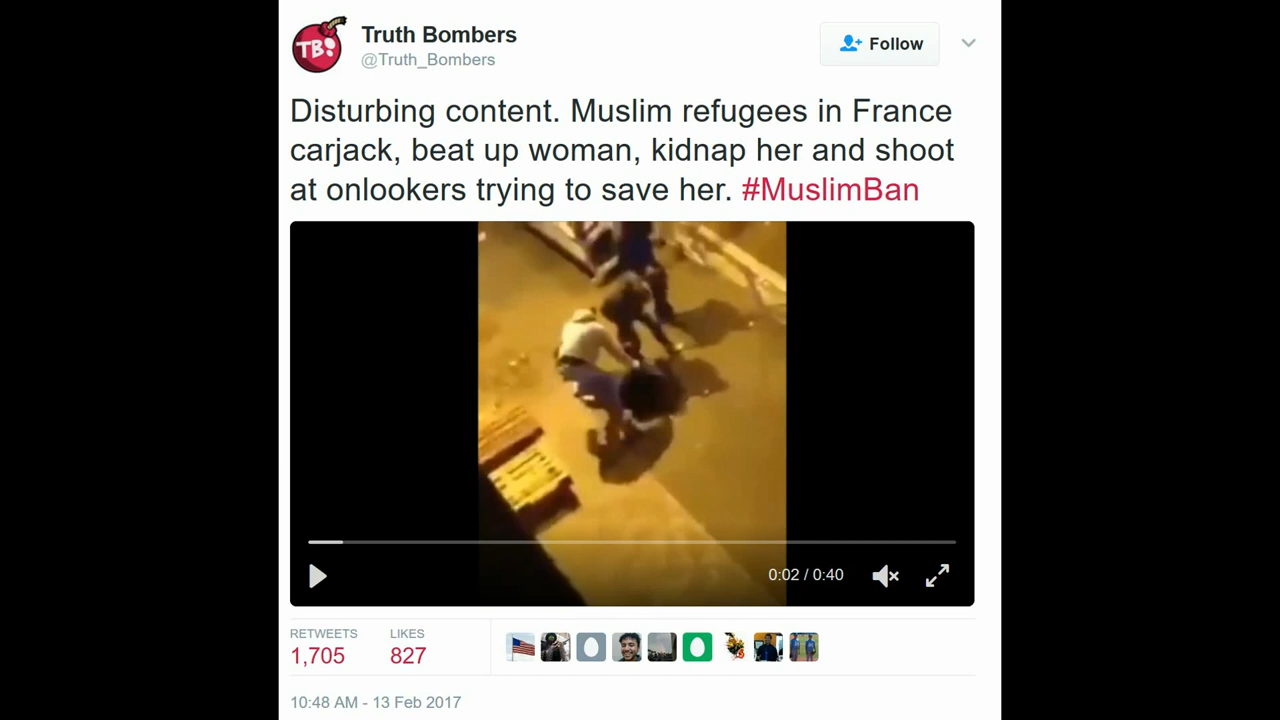 TB!
Truth Bombers
@Truth_Bombers
Follow
Disturbing content. Muslim refugees in France
carjack, beat up woman, kidnap her and shoot
at onlookers trying to save her. #MuslimBan
0:02 / 0:40
RETWEETS
1,705
LIKES
827
10:48 AM - 13 Feb 2017